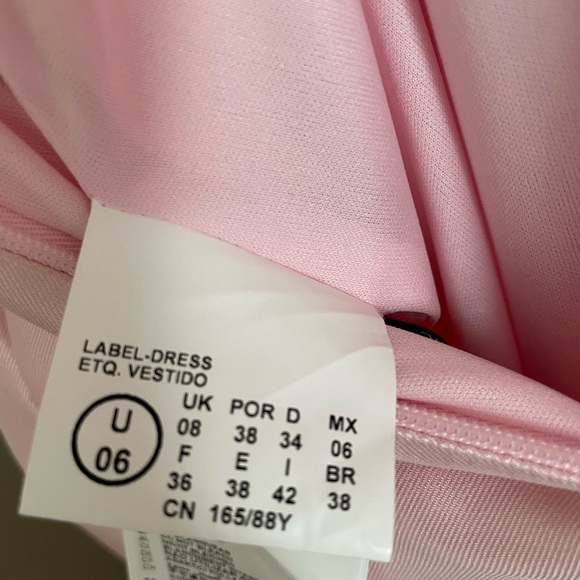 LABEL-DRESS
ETQ. VESTIDO
U
06
UK POR D MX
08 38 34 06
F E I BR
36 38 42 38
CN 165/88Y